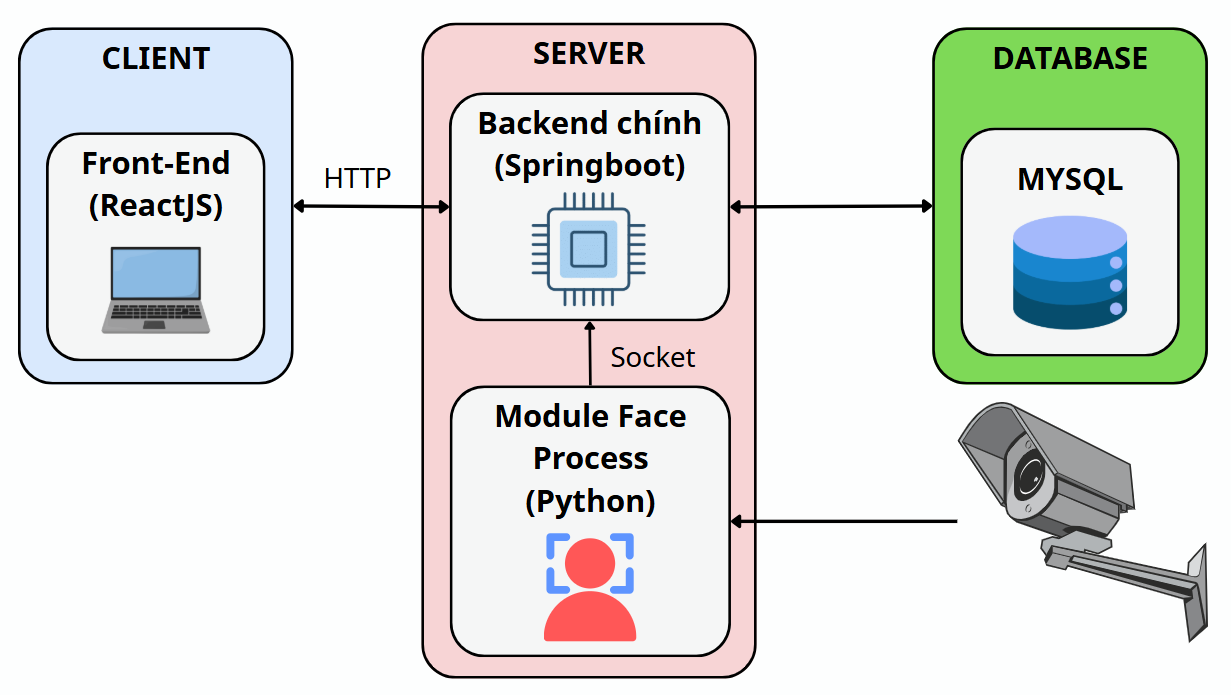 CLIENT
Front-End
(ReactJS)
HTTP
SERVER
Backend chính
(Springboot)
Socket
Module Face
Process
(Python)
DATABASE
MYSQL